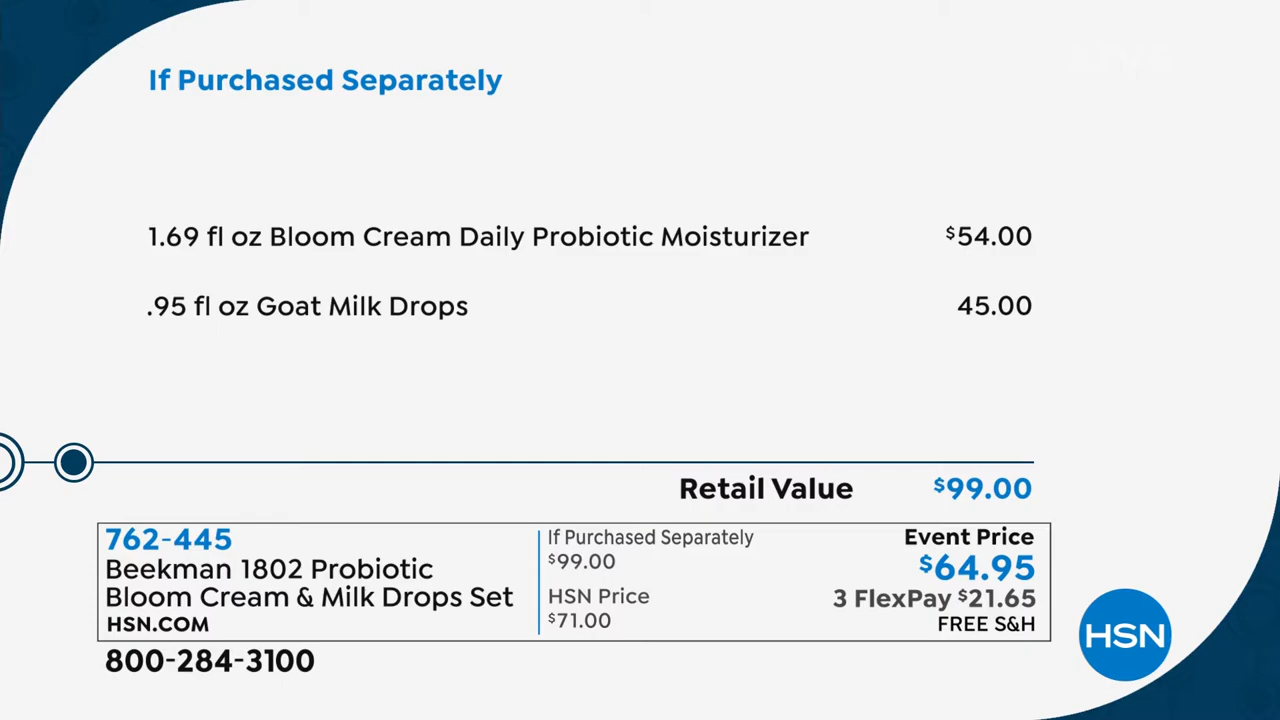 If Purchased Separately
1.69 fl oz Bloom Cream Daily Probiotic Moisturizer $54.00
.95 fl oz Goat Milk Drops 45.00
Retail Value $99.00
762-445
Beekman 1802 Probiotic
Bloom Cream & Milk Drops Set
HSN.COM
If Purchased Separately
$99.00
HSN Price
$71.00
Event Price
$64.95
3 FlexPay $21.65
FREE S&H
800-284-3100
HSN